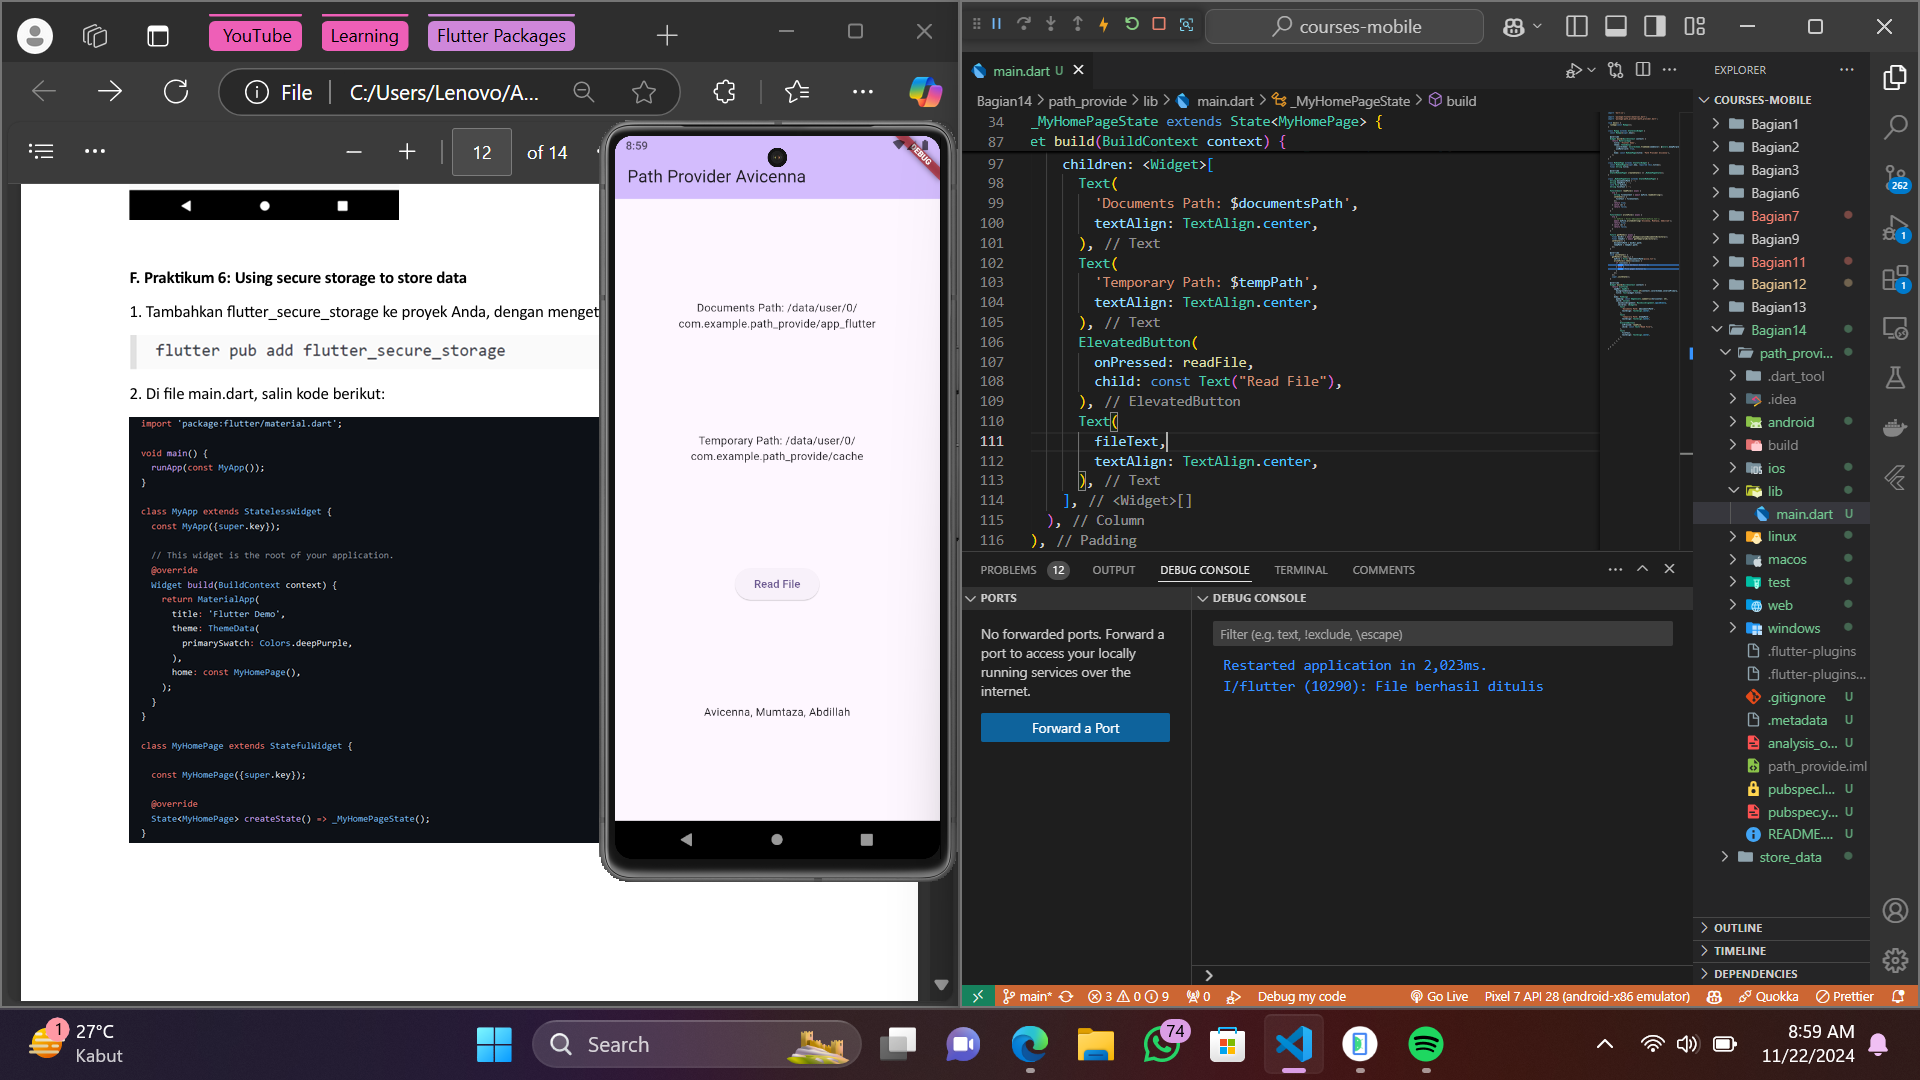 YouTube
Learning
Flutter Packages
File
C:/Users/Lenovo/A...
12
of 14
F. Praktikum 6: Using secure storage to store data
1. Tambahkan flutter_secure_storage ke proyek Anda, dengan menget
flutter pub add flutter_secure_storage
2. Di file main.dart, salin kode berikut:
import 'package:flutter/material.dart';
void main() {
runApp(const MyApp());
}
class MyApp extends StatelessWidget {
const MyApp({super.key});
// This widget is the root of your application.
@override
Widget build(BuildContext context) {
return MaterialApp(
title: 'Flutter Demo',
theme: ThemeData(
primarySwatch: Colors.deepPurple,
),
home: const MyHomePage(),
);
}
}
class MyHomePage extends StatefulWidget {
const MyHomePage({super.key});
@override
State<MyHomePage> createState() => _MyHomePageState();
}
8:59
DEBUG
Path Provider Avicenna
Documents Path: /data/user/0/
com.example.path_provide/app_flutter
Temporary Path: /data/user/0/
com.example.path_provide/cache
Read File
Avicenna, Mumtaza, Abdillah
courses-mobile
main.dart U
Bagian14 > path_provide > lib > main.dart > _MyHomePageState > build
34 _MyHomePageState extends State<MyHomePage> {
87 et build(BuildContext context) {
97 children: <Widget>[
98 Text(
99 'Documents Path: $documentsPath',
100 textAlign: TextAlign.center,
101 ), // Text
102 Text(
103 'Temporary Path: $tempPath',
104 textAlign: TextAlign.center,
105 ), // Text
106 ElevatedButton(
107 onPressed: readFile,
108 child: const Text("Read File"),
109 ), // ElevatedButton
110 Text(
111 fileText,
112 textAlign: TextAlign.center,
113 ), // Text
114 ], // <Widget>[]
115 ), // Column
116 ), // Padding
PROBLEMS 12
OUTPUT
DEBUG CONSOLE
TERMINAL
COMMENTS
PORTS
No forwarded ports. Forward a
port to access your locally
running services over the
internet.
Forward a Port
DEBUG CONSOLE
Filter (e.g. text, !exclude, \escape)
Restarted application in 2,023ms.
I/flutter (10290): File berhasil ditulis
EXPLORER
COURSES-MOBILE
Bagian1
Bagian2
Bagian3
Bagian6
Bagian7
Bagian9
Bagian11
Bagian12
Bagian13
Bagian14
path_provi...
.dart_tool
.idea
android
build
ios
lib
main.dart U
linux
macos
test
web
windows
.flutter-plugins
.flutter-plugins...
.gitignore U
.metadata U
analysis_o... U
path_provide.iml
pubspec.l... U
pubspec.y... U
README.... U
store_data
OUTLINE
TIMELINE
DEPENDENCIES
262
1
1
main*
3 0 9
0
Debug my code
Go Live
Pixel 7 API 28 (android-x86 emulator)
Quokka
Prettier
1
27°C
Kabut
Search
74
8:59 AM
11/22/2024